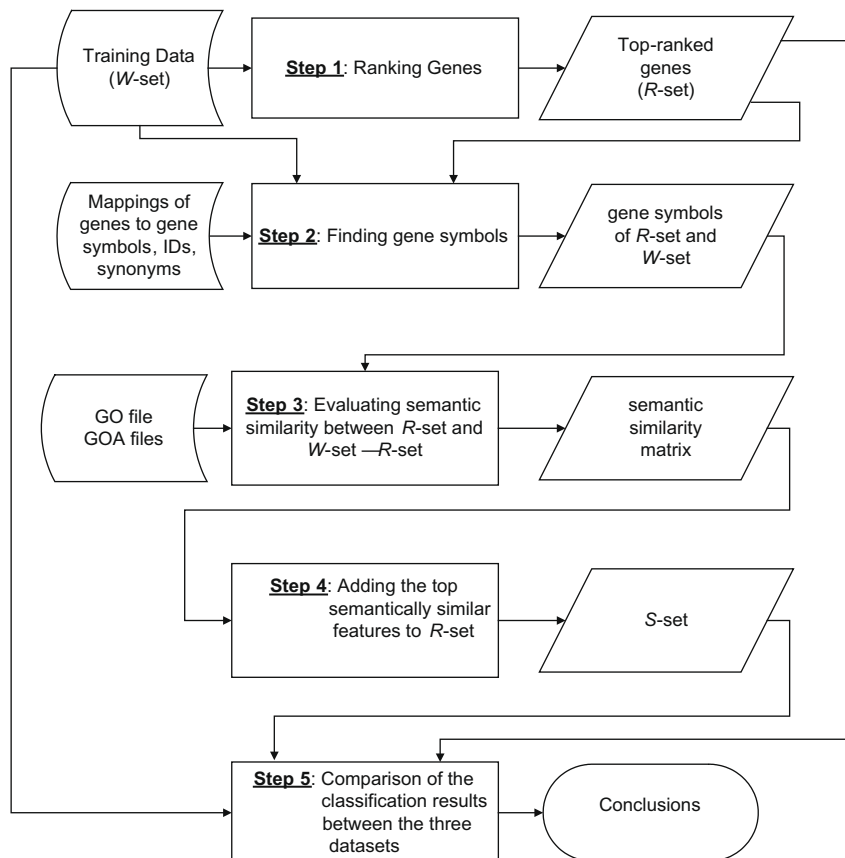 Training Data
(W-set)
Step 1: Ranking Genes
Top-ranked
genes
(R-set)
Mappings of
genes to gene
symbols, IDs,
synonyms
Step 2: Finding gene symbols
gene symbols
of R-set and
W-set
GO file
GOA files
Step 3: Evaluating semantic
similarity between R-set and
W-set —R-set
semantic
similarity
matrix
Step 4: Adding the top
semantically similar
features to R-set
S-set
Step 5: Comparison of the
classification results
between the three
datasets
Conclusions